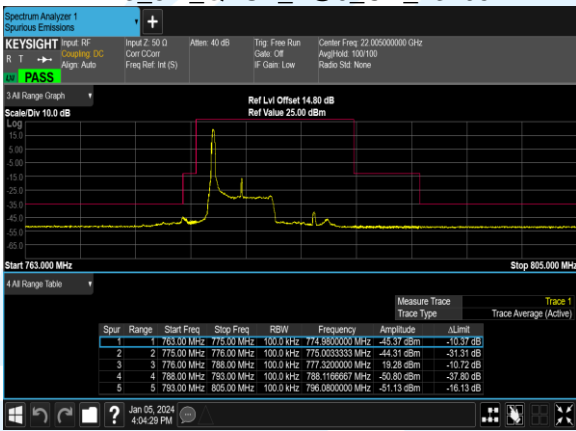 Spectrum Analyzer 1
Spurious Emissions
KEYSIGHT Input: RF Input Z: 50 Ω Atten: 40 dB Trig: Free Run Center Freq: 22.005000000 GHz
R T Coupling: DC Corr CCorr Gate: Off Avg|Hold: 100/100
Align: Auto Freq Ref: Int (S) IF Gain: Low Radio Std: None
PASS
3 All Range Graph
Ref Lvl Offset 14.80 dB
Scale/Div 10.0 dB Ref Value 25.00 dBm
Log
15.0
5.00
-5.00
-15.0
-25.0
-35.0
-45.0
-55.0
-65.0
Start 763.000 MHz Stop 805.000 MHz
4 All Range Table
Measure Trace Trace 1
Trace Type Trace Average (Active)
Spur Range Start Freq Stop Freq RBW Frequency Amplitude ΔLimit
1 1 763.00 MHz 775.00 MHz 100.0 kHz 774.9800000 MHz -45.37 dBm -10.37 dB
2 2 775.00 MHz 776.00 MHz 100.0 kHz 775.0033333 MHz -44.31 dBm -31.31 dB
3 3 776.00 MHz 788.00 MHz 100.0 kHz 777.3200000 MHz 19.28 dBm -10.72 dB
4 4 788.00 MHz 793.00 MHz 100.0 kHz 788.1166667 MHz -50.80 dBm -37.80 dB
5 5 793.00 MHz 805.00 MHz 100.0 kHz 796.0800000 MHz -51.13 dBm -16.13 dB
Jan 05, 2024
4:04:29 PM